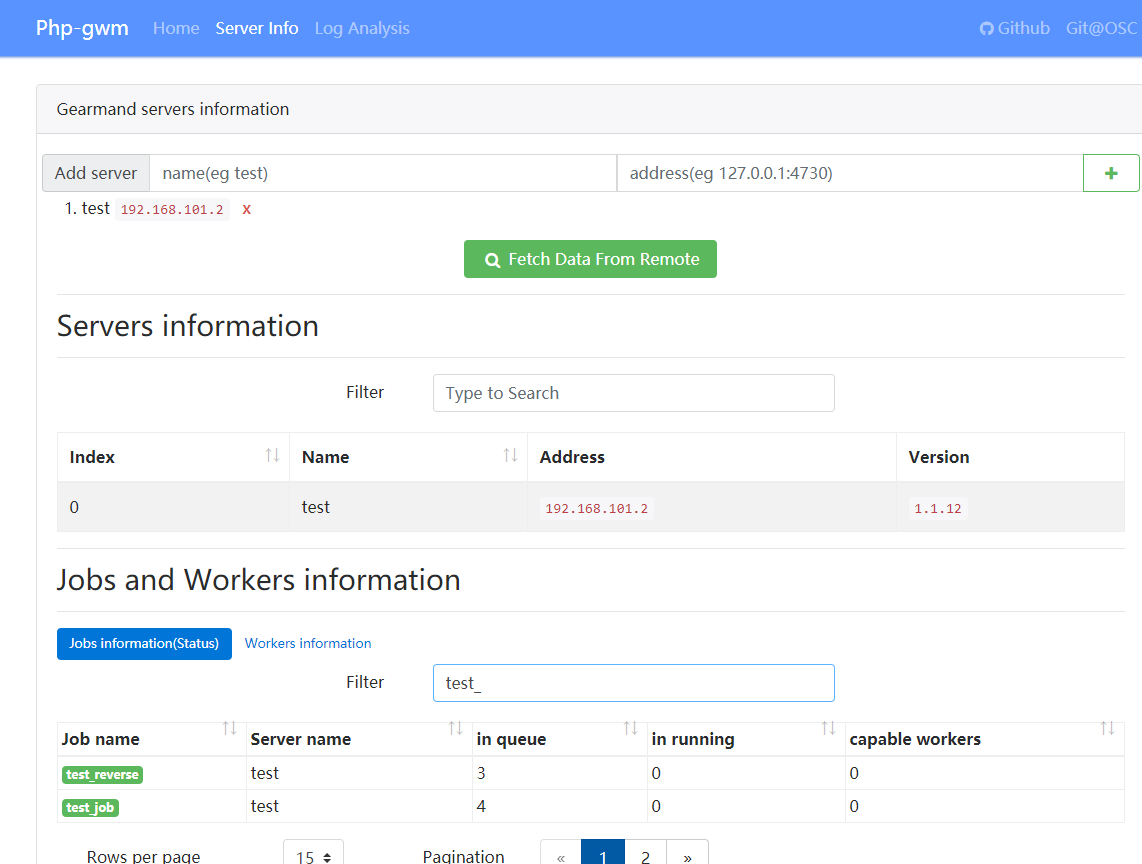 Php-gwm Home Server Info Log Analysis Github Git@OSC
Gearmand servers information
Add server name(eg test) address(eg 127.0.0.1:4730) +
1. test 192.168.101.2 x
Fetch Data From Remote
Servers information
Filter Type to Search
Index Name Address Version
0 test 192.168.101.2 1.1.12
Jobs and Workers information
Jobs information(Status) Workers information
Filter test_
Job name Server name in queue in running capable workers
test_reverse test 3 0 0
test_job test 4 0 0
Rows per page 15 Pagination « 1 2 »